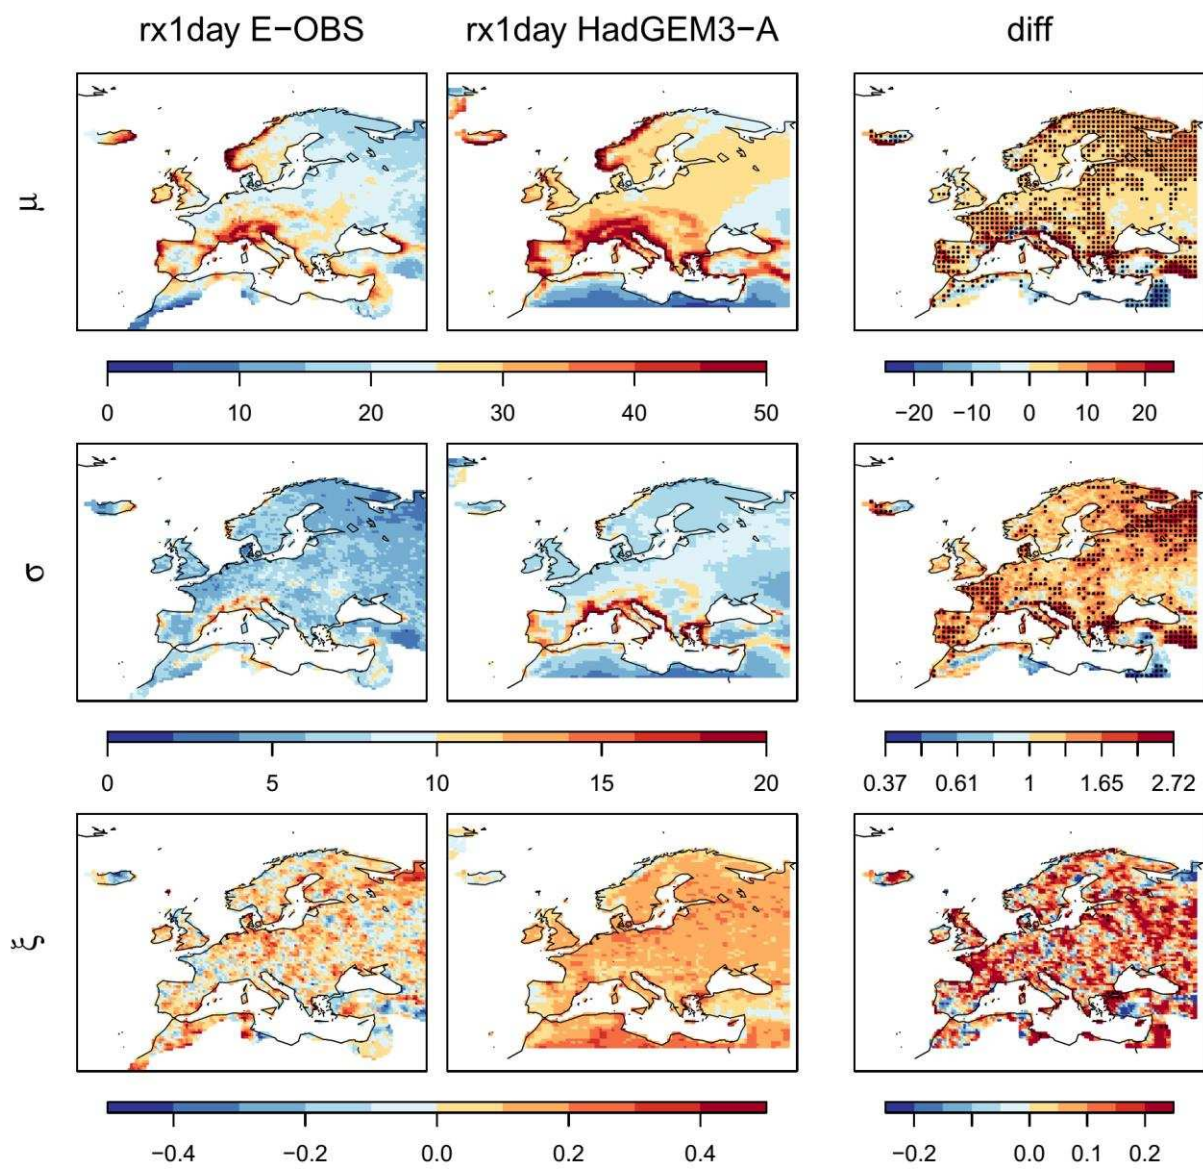 rx1day E−OBS rx1day HadGEM3−A diff
μ
0 10 20 30 40 50 −20 −10 0 10 20
σ
0 5 10 15 20 0.37 0.61 1 1.65 2.72
ξ
−0.4 −0.2 0.0 0.2 0.4 −0.2 0.0 0.1 0.2